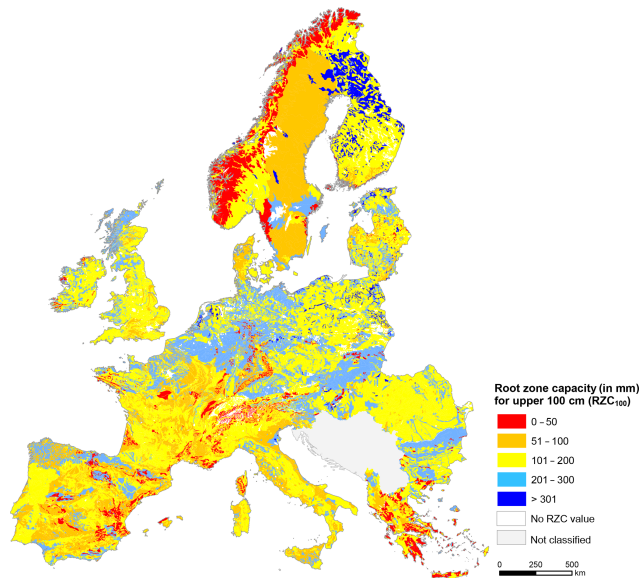 Root zone capacity (in mm)
for upper 100 cm (RZC100)
0 – 50
51 – 100
101 – 200
201 – 300
> 301
No RZC value
Not classified
0 250 500
km